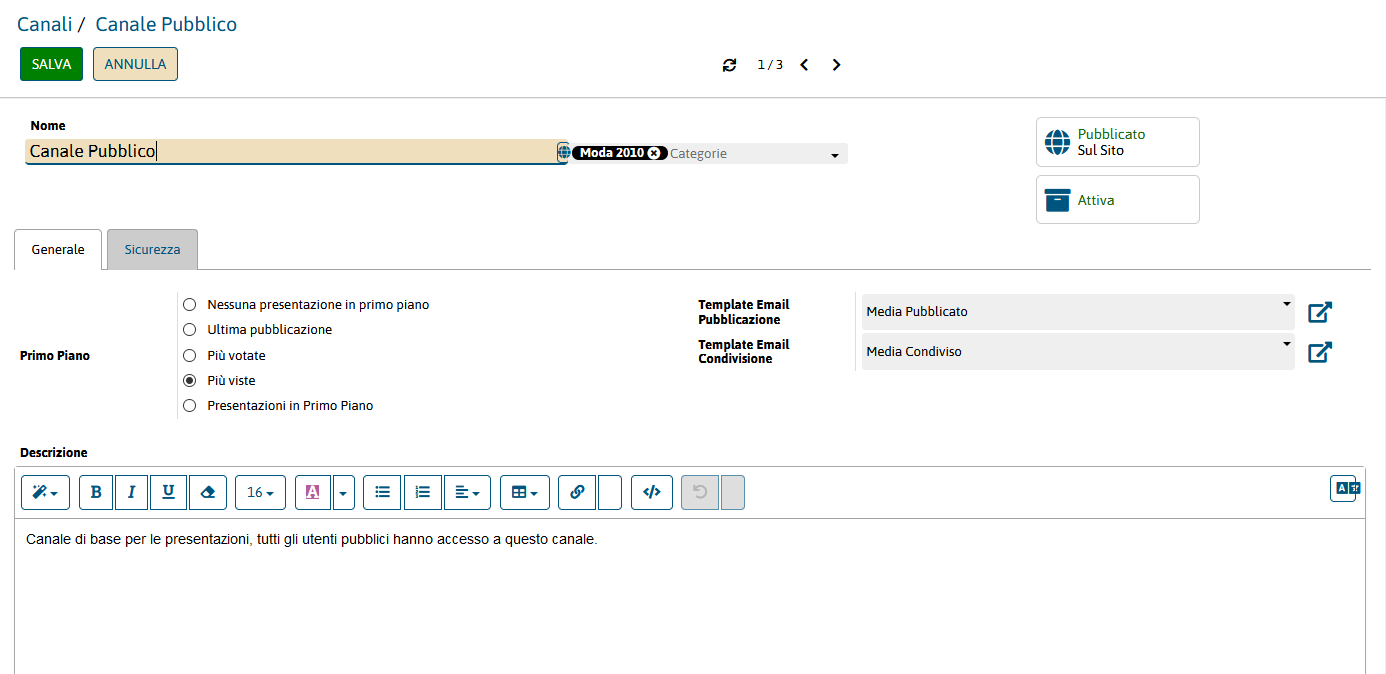 Canali / Canale Pubblico
SALVA ANNULLA
1 / 3
Nome
Canale Pubblico Moda 2010 Categorie
Pubblicato
Sul Sito
Attiva
Generale Sicurezza
Primo Piano
Nessuna presentazione in primo piano
Ultima pubblicazione
Più votate
Più viste
Presentazioni in Primo Piano
Template Email
Pubblicazione
Media Pubblicato
Template Email
Condivisione
Media Condiviso
Descrizione
B I U 16 A
Canale di base per le presentazioni, tutti gli utenti pubblici hanno accesso a questo canale.